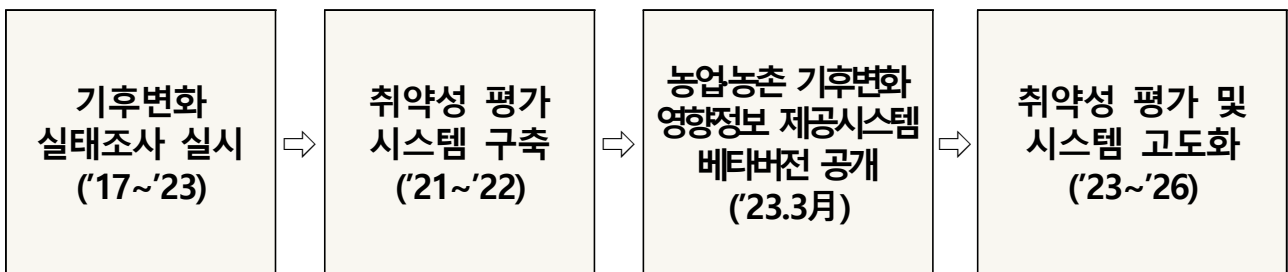 기후변화
실태조사 실시
('17~'23)
⇨
취약성 평가
시스템 구축
('21~'22)
⇨
농업·농촌 기후변화
영향정보 제공시스템
베타버전 공개
('23.3月)
⇨
취약성 평가 및
시스템 고도화
('23~'26)